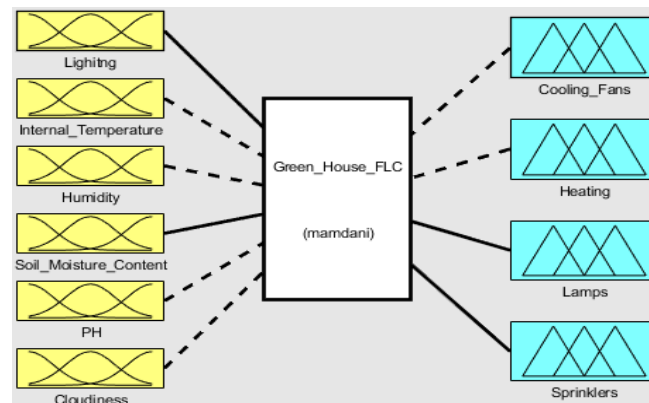 Lighitng
Internal_Temperature
Humidity
Soil_Moisture_Content
PH
Cloudiness
Green_House_FLC
(mamdani)
Cooling_Fans
Heating
Lamps
Sprinklers